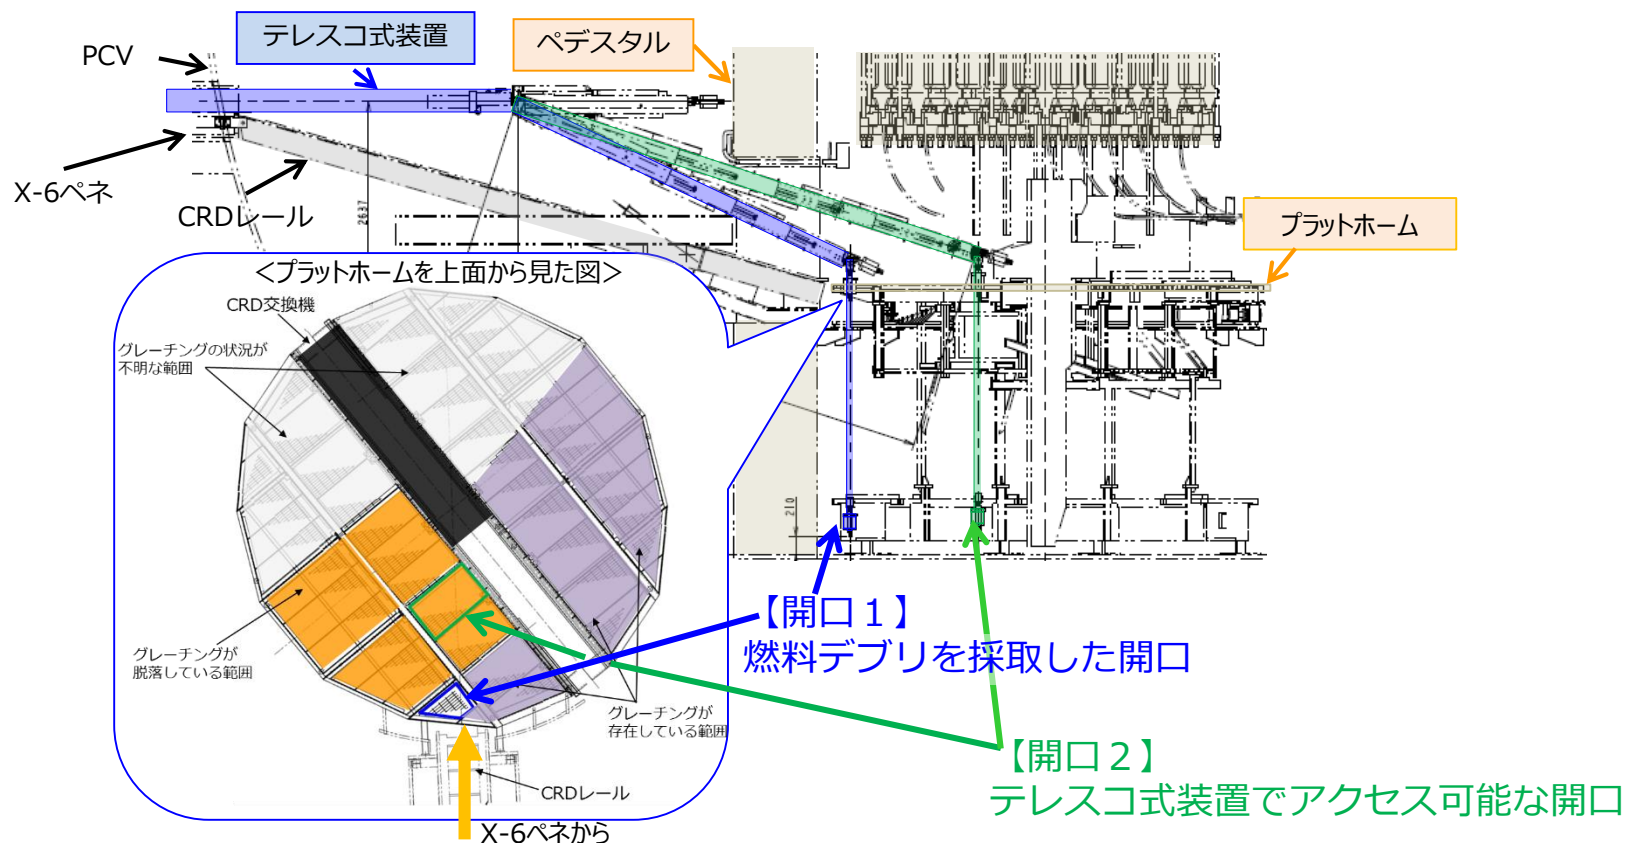 テレスコ式装置
ペデスタル
PCV
X-6ペネ
CRDレール
2637
プラットホーム
<プラットホームを上面から見た図>
CRD交換機
グレーチングの状況が
不明な範囲
210
【開口１】
燃料デブリを採取した開口
グレーチングが
脱落している範囲
グレーチングが
存在している範囲
【開口２】
テレスコ式装置でアクセス可能な開口
CRDレール
X-6ペネから